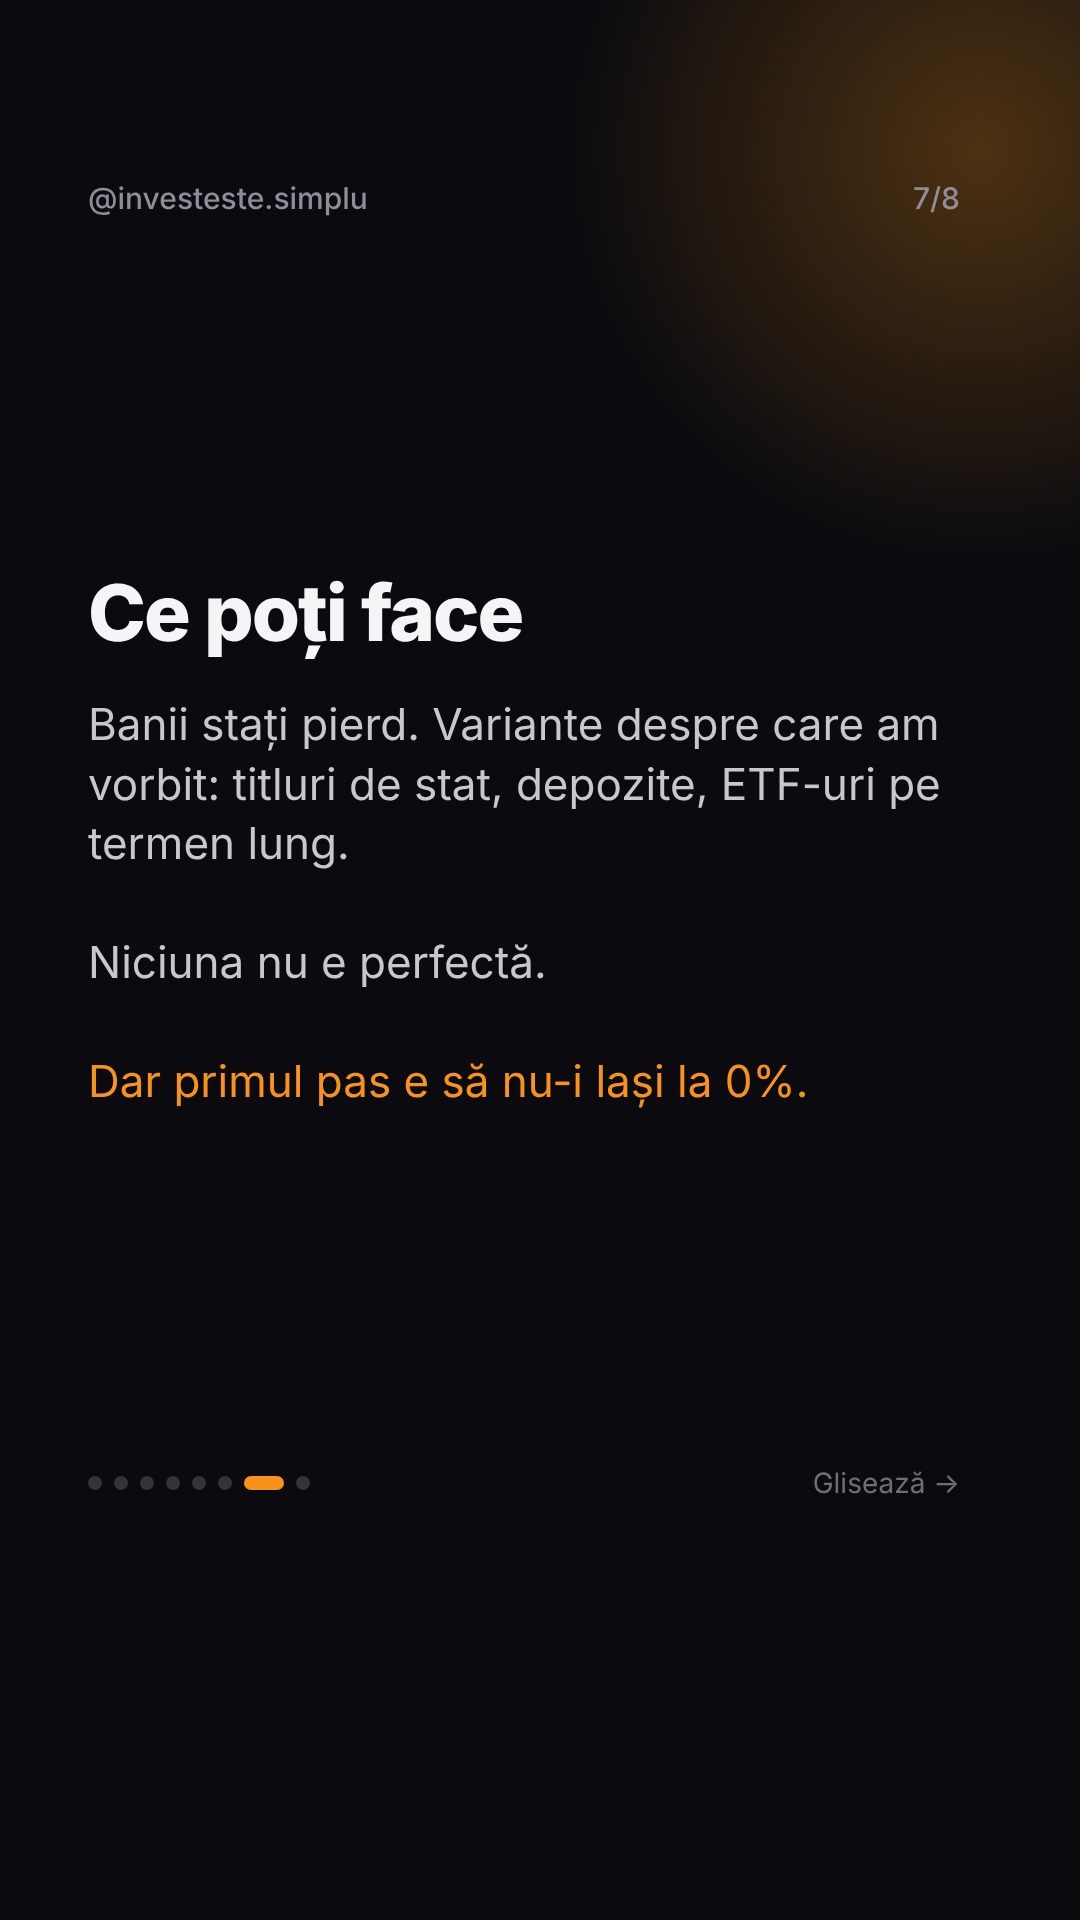 @investeste.simplu
7/8
Ce poți face
Banii stați pierd. Variante despre care am
vorbit: titluri de stat, depozite, ETF-uri pe
termen lung.
Niciuna nu e perfectă.
Dar primul pas e să nu-i lași la 0%.
Glisează →